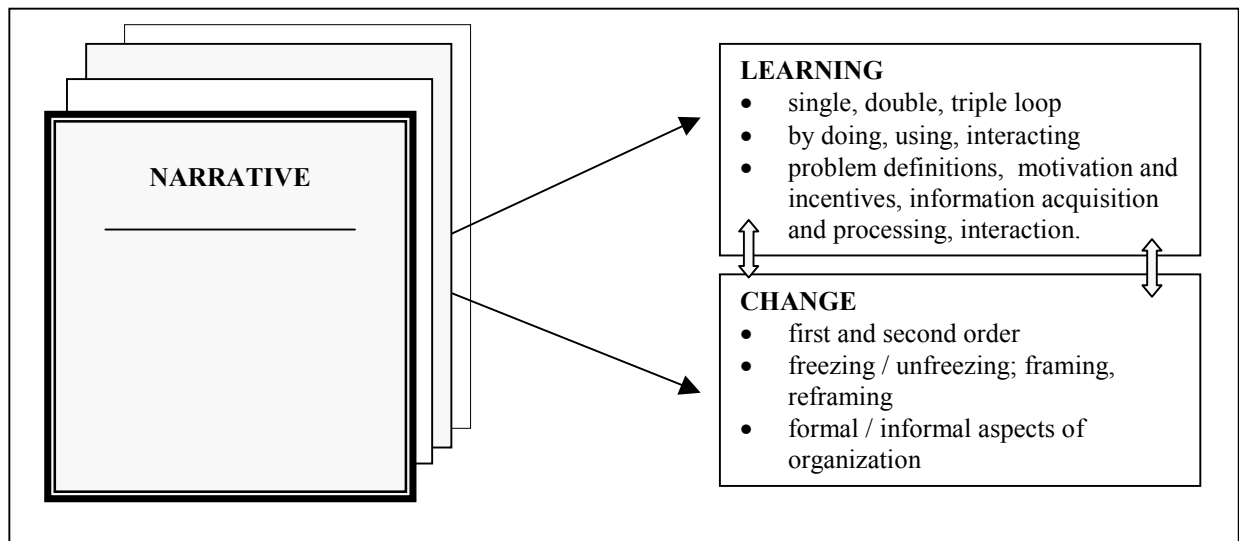 NARRATIVE
LEARNING
• single, double, triple loop
• by doing, using, interacting
• problem definitions, motivation and
incentives, information acquisition
and processing, interaction.
CHANGE
• first and second order
• freezing / unfreezing; framing,
reframing
• formal / informal aspects of
organization